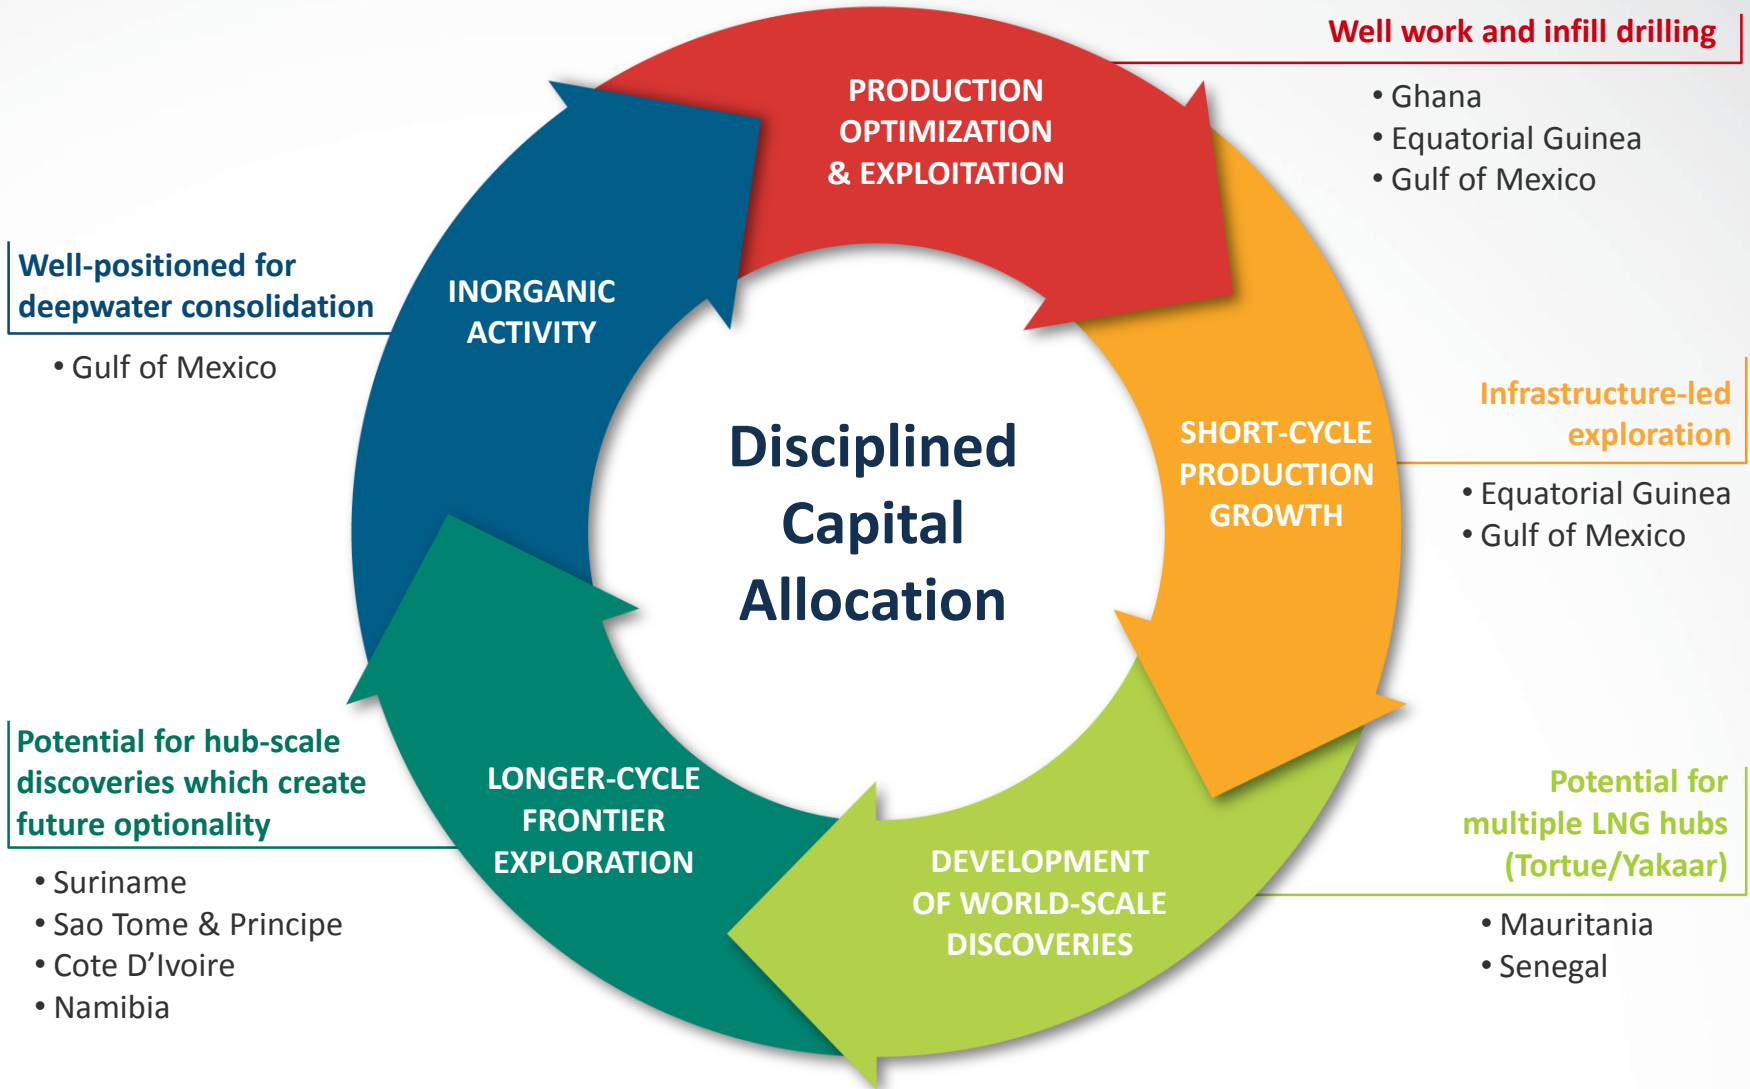 Well work and infill drilling
• Ghana
• Equatorial Guinea
• Gulf of Mexico
PRODUCTION
OPTIMIZATION
& EXPLOITATION
Well-positioned for
deepwater consolidation
• Gulf of Mexico
INORGANIC
ACTIVITY
Disciplined
Capital
Allocation
SHORT-CYCLE
PRODUCTION
GROWTH
Infrastructure-led
exploration
• Equatorial Guinea
• Gulf of Mexico
Potential for hub-scale
discoveries which create
future optionality
• Suriname
• Sao Tome & Principe
• Cote D'Ivoire
• Namibia
LONGER-CYCLE
FRONTIER
EXPLORATION
DEVELOPMENT
OF WORLD-SCALE
DISCOVERIES
Potential for
multiple LNG hubs
(Tortue/Yakaar)
• Mauritania
• Senegal